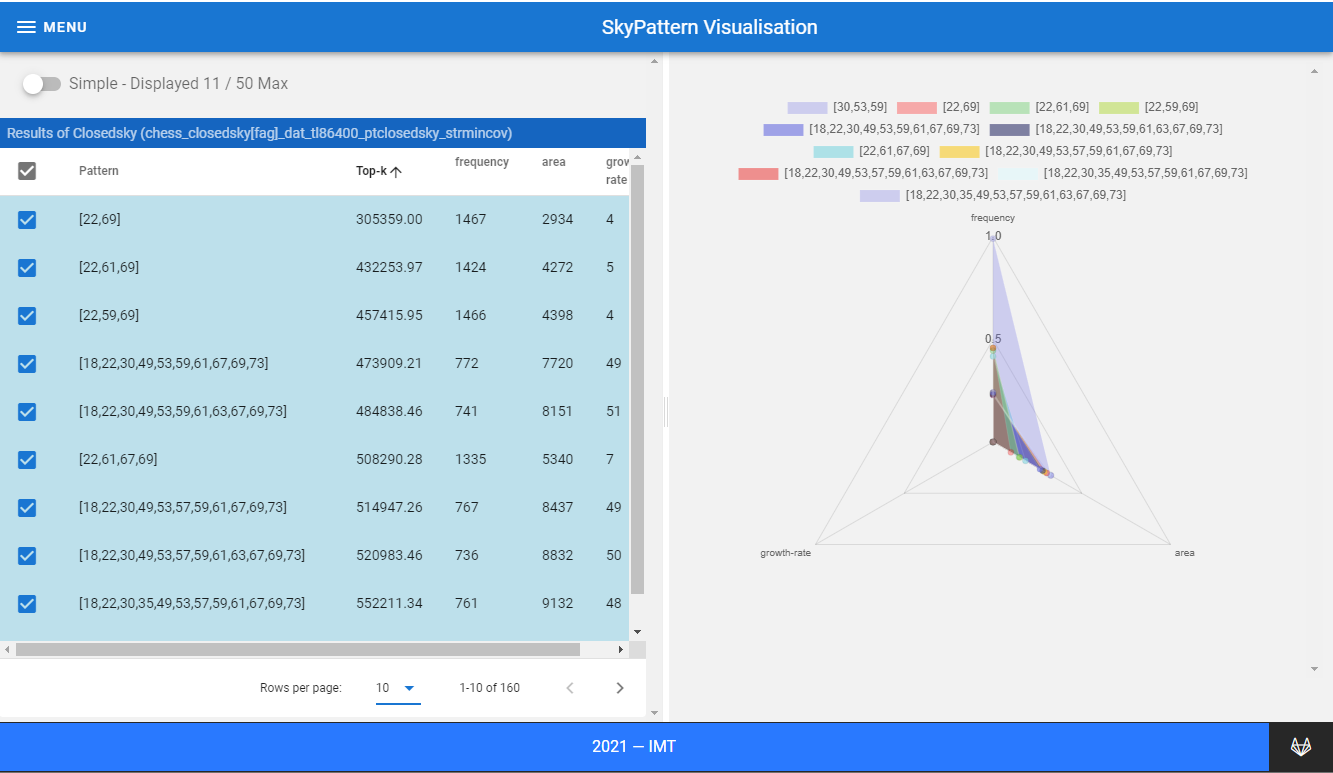 MENU
SkyPattern Visualisation
Simple - Displayed 11 / 50 Max
Results of Closedsky (chess_closedsky[fag]_dat_tl86400_ptclosedsky_strmincov)
Pattern Top-k frequency area grow rate
[22,69] 305359.00 1467 2934 4
[22,61,69] 432253.97 1424 4272 5
[22,59,69] 457415.95 1466 4398 4
[18,22,30,49,53,59,61,67,69,73] 473909.21 772 7720 49
[18,22,30,49,53,59,61,63,67,69,73] 484838.46 741 8151 51
[22,61,67,69] 508290.28 1335 5340 7
[18,22,30,49,53,57,59,61,67,69,73] 514947.26 767 8437 49
[18,22,30,49,53,57,59,61,63,67,69,73] 520983.46 736 8832 50
[18,22,30,35,49,53,57,59,61,67,69,73] 552211.34 761 9132 48
Rows per page: 10 1-10 of 160
[30,53,59] [22,69] [22,61,69] [22,59,69]
[18,22,30,49,53,59,61,67,69,73] [18,22,30,49,53,59,61,63,67,69,73]
[22,61,67,69] [18,22,30,49,53,57,59,61,67,69,73]
[18,22,30,49,53,57,59,61,63,67,69,73] [18,22,30,35,49,53,57,59,61,67,69,73]
[18,22,30,35,49,53,57,59,61,63,67,69,73]
frequency
1.0
0.5
growth-rate area
2021 — IMT